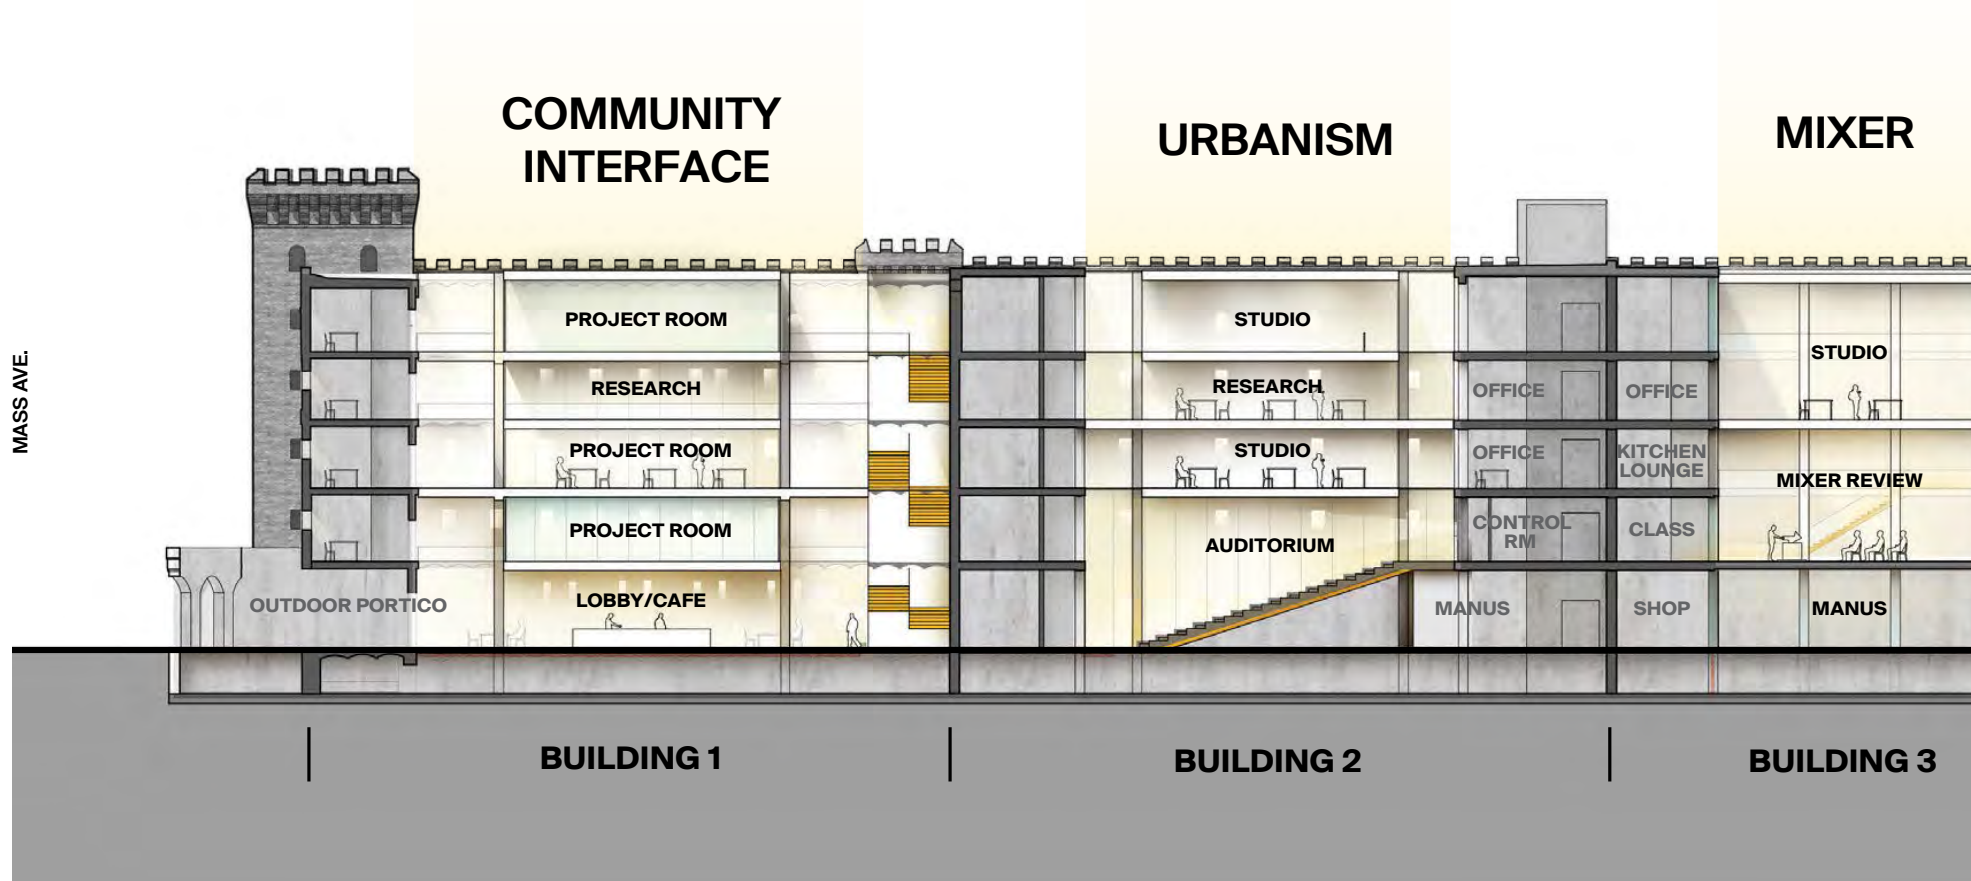 COMMUNITY
INTERFACE
URBANISM
MIXER
MASS AVE.
PROJECT ROOM
RESEARCH
PROJECT ROOM
PROJECT ROOM
LOBBY/CAFE
OUTDOOR PORTICO
STUDIO
RESEARCH
STUDIO
AUDITORIUM
OFFICE
OFFICE
CONTROL
RM
MANUS
OFFICE
KITCHEN
LOUNGE
CLASS
SHOP
STUDIO
MIXER REVIEW
MANUS
BUILDING 1
BUILDING 2
BUILDING 3